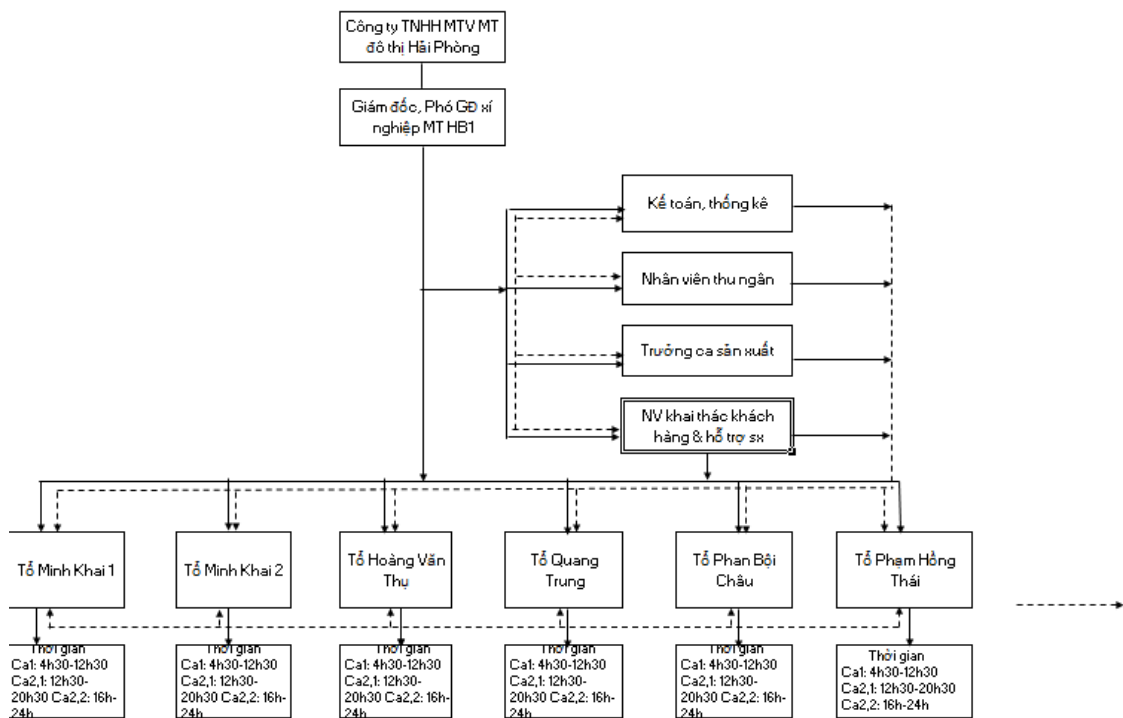 Công ty TNHH MTV MT
đô thị Hải Phòng
Giám đốc, Phó GĐ xí
nghiệp MT HB1
Kế toán, thống kê
Nhân viên thu ngân
Trưởng ca sản xuất
NV khai thác khách
hàng & hỗ trợ sx
Tổ Minh Khai 1
Tổ Minh Khai 2
Tổ Hoàng Văn
Thụ
Tổ Quang
Trung
Tổ Phan Bội
Châu
Tổ Phạm Hồng
Thái
Thời gian
Ca1: 4h30-12h30
Ca2,1: 12h30-
20h30 Ca2,2: 16h-
24h
Thời gian
Ca1: 4h30-12h30
Ca2,1: 12h30-
20h30 Ca2,2: 16h-
24h
Thời gian
Ca1: 4h30-12h30
Ca2,1: 12h30-
20h30 Ca2,2: 16h-
24h
Thời gian
Ca1: 4h30-12h30
Ca2,1: 12h30-
20h30 Ca2,2: 16h-
24h
Thời gian
Ca1: 4h30-12h30
Ca2,1: 12h30-
20h30 Ca2,2: 16h-
24h
Thời gian
Ca1: 4h30-12h30
Ca2,1: 12h30-20h30
Ca2,2: 16h-24h